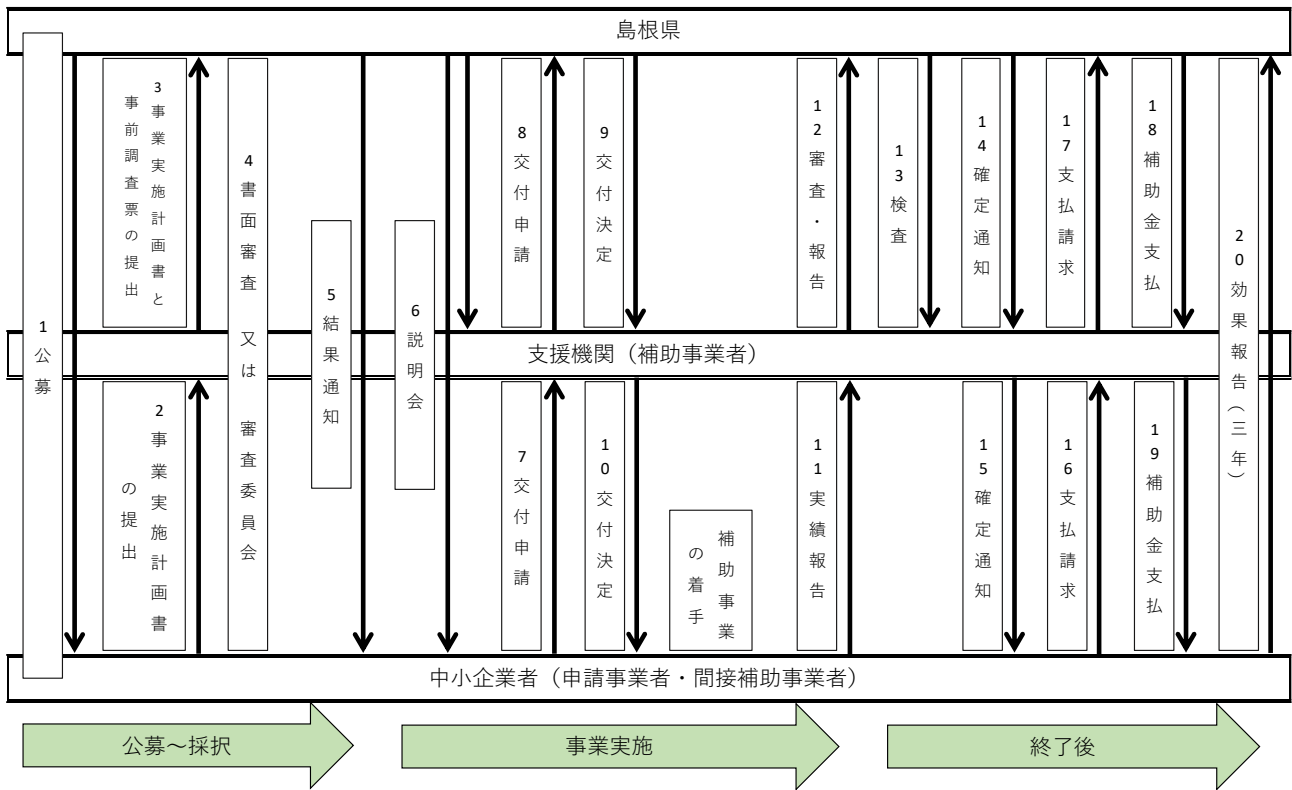 島根県
1公募
3事業実施計画書と
事前調査票の提出
2事業実施計画書
の提出
4書面審査 又は 審査委員会
5結果通知
6説明会
8交付申請
7交付申請
9交付決定
10交付決定
補助事業
の着手
12審査・報告
11実績報告
13検査
14確定通知
15確定通知
17支払請求
16支払請求
18補助金支払
19補助金支払
20効果報告(三年)
支援機関(補助事業者)
中小企業者(申請事業者・間接補助事業者)
公募~採択
事業実施
終了後